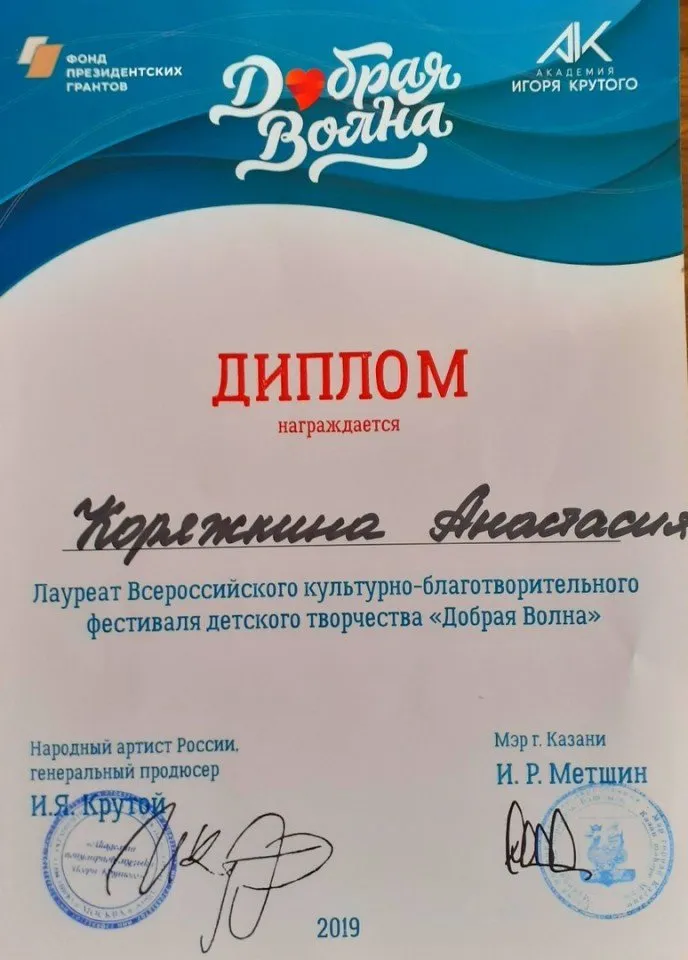 ФОНД
ПРЕЗИДЕНТСКИХ
ГРАНТОВ
Добрая
Волна
АК
АКАДЕМИЯ
ИГОРЯ КРУТОГО
ДИПЛОМ
награждается
Коряжкина Анастасия
Лауреат Всероссийского культурно-благотворительного
фестиваля детского творчества «Добрая Волна»
Народный артист России,
генеральный продюсер
И.Я. Крутой
Мэр г. Казани
И. Р. Метшин
2019